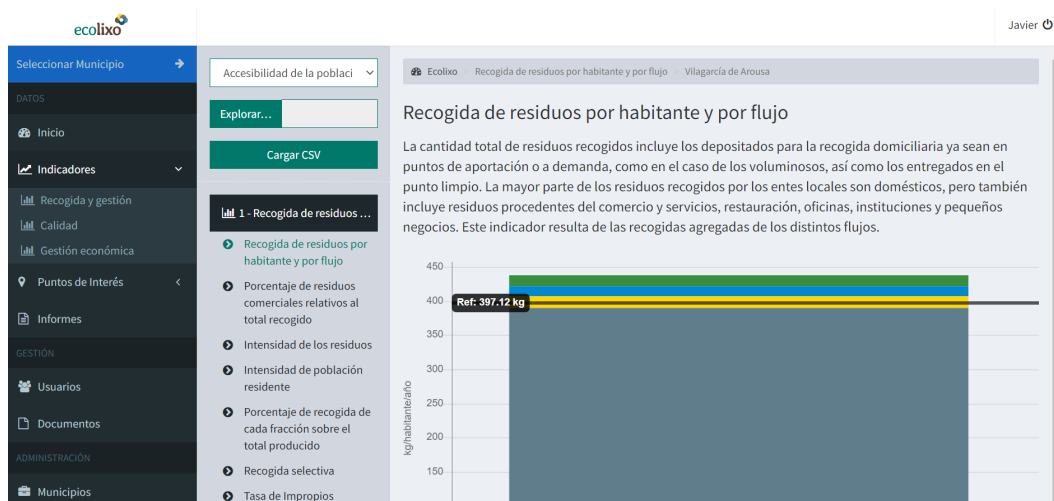 ecolixo
Javier
Seleccionar Municipio
DATOS
Inicio
Indicadores
Recogida y gestión
Calidad
Gestión económica
Puntos de Interés
Informes
GESTIÓN
Usuarios
Documentos
ADMINISTRACIÓN
Municipios
Accesibilidad de la poblaci
Explorar...
Cargar CSV
1 - Recogida de residuos ...
Recogida de residuos por
habitante y por flujo
Porcentaje de residuos
comerciales relativos al
total recogido
Intensidad de los residuos
Intensidad de población
residente
Porcentaje de recogida de
cada fracción sobre el
total producido
Recogida selectiva
Tasa de Impropios
Ecolixo Recogida de residuos por habitante y por flujo Vilagarcía de Arousa
Recogida de residuos por habitante y por flujo
La cantidad total de residuos recogidos incluye los depositados para la recogida domiciliaria ya sean en
puntos de aportación o a demanda, como en el caso de los voluminosos, así como los entregados en el
punto limpio. La mayor parte de los residuos recogidos por los entes locales son domésticos, pero también
incluye residuos procedentes del comercio y servicios, restauración, oficinas, instituciones y pequeños
negocios. Este indicador resulta de las recogidas agregadas de los distintos flujos.
450
400
Ref: 397.12 kg
350
300
250
200
150
kg/habitante/año